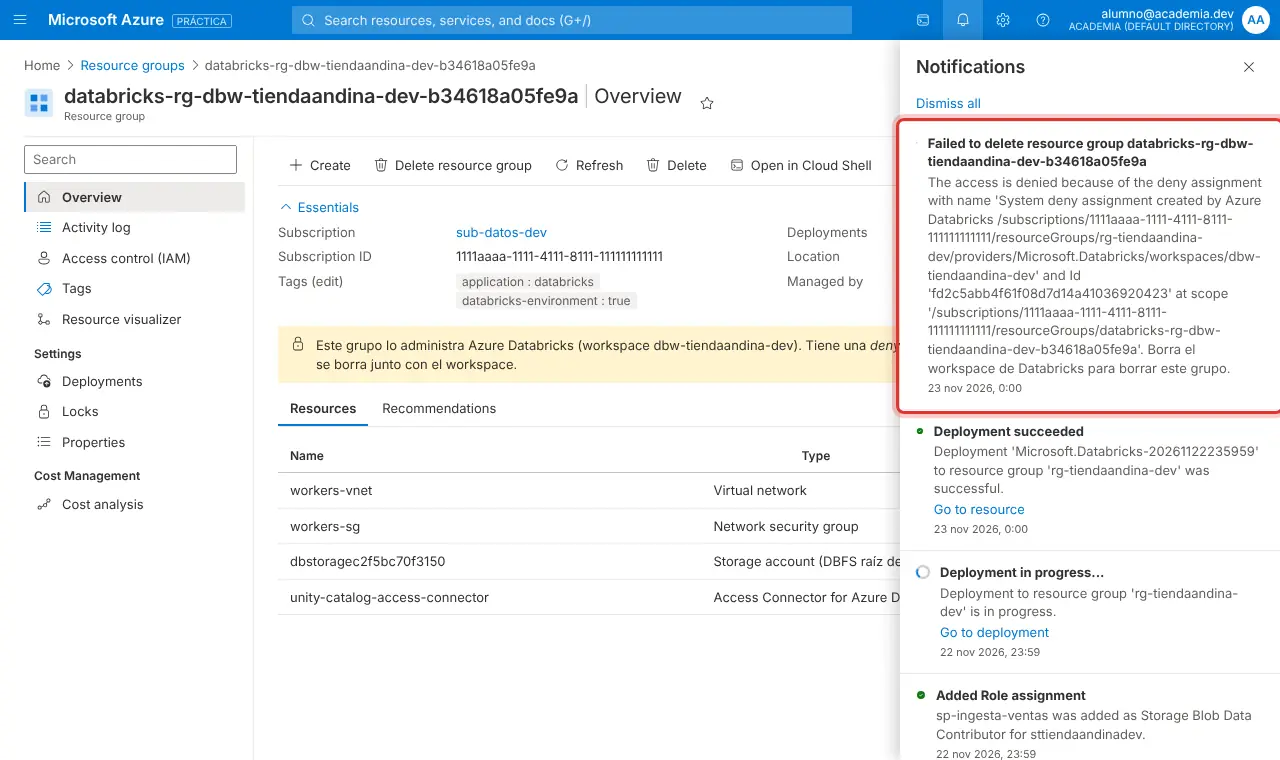 Microsoft Azure PRÁCTICA
Search resources, services, and docs (G+/)
alumno@academia.dev
ACADEMIA (DEFAULT DIRECTORY)
AA
Home > Resource groups > databricks-rg-dbw-tiendaandina-dev-b34618a05fe9a
databricks-rg-dbw-tiendaandina-dev-b34618a05fe9a | Overview
Resource group
Search
Overview
Activity log
Access control (IAM)
Tags
Resource visualizer
Settings
Deployments
Locks
Properties
Cost Management
Cost analysis
Create
Delete resource group
Refresh
Delete
Open in Cloud Shell
Essentials
Subscription
sub-datos-dev
Deployments
Subscription ID
1111aaaa-1111-4111-8111-111111111111
Location
Tags (edit)
application : databricks
databricks-environment : true
Managed by
Este grupo lo administra Azure Databricks (workspace dbw-tiendaandina-dev). Tiene una deny
se borra junto con el workspace.
Resources
Recommendations
Name
Type
workers-vnet
Virtual network
workers-sg
Network security group
dbstoragec2f5bc70f3150
Storage account (DBFS raíz de
unity-catalog-access-connector
Access Connector for Azure D
Notifications
Dismiss all
Failed to delete resource group databricks-rg-dbw-
tiendaandina-dev-b34618a05fe9a
The access is denied because of the deny assignment
with name 'System deny assignment created by Azure
Databricks /subscriptions/1111aaaa-1111-4111-8111-
111111111111/resourceGroups/rg-tiendaandina-
dev/providers/Microsoft.Databricks/workspaces/dbw-
tiendaandina-dev' and Id
'fd2c5abb4f61f08d7d14a41036920423' at scope
'/subscriptions/1111aaaa-1111-4111-8111-
111111111111/resourceGroups/databricks-rg-dbw-
tiendaandina-dev-b34618a05fe9a'. Borra el
workspace de Databricks para borrar este grupo.
23 nov 2026, 0:00
Deployment succeeded
Deployment 'Microsoft.Databricks-20261122235959'
to resource group 'rg-tiendaandina-dev' was
successful.
Go to resource
23 nov 2026, 0:00
Deployment in progress...
Deployment to resource group 'rg-tiendaandina-
dev' is in progress.
Go to deployment
22 nov 2026, 23:59
Added Role assignment
sp-ingesta-ventas was added as Storage Blob Data
Contributor for sttiendaandinadev.
22 nov 2026, 23:59